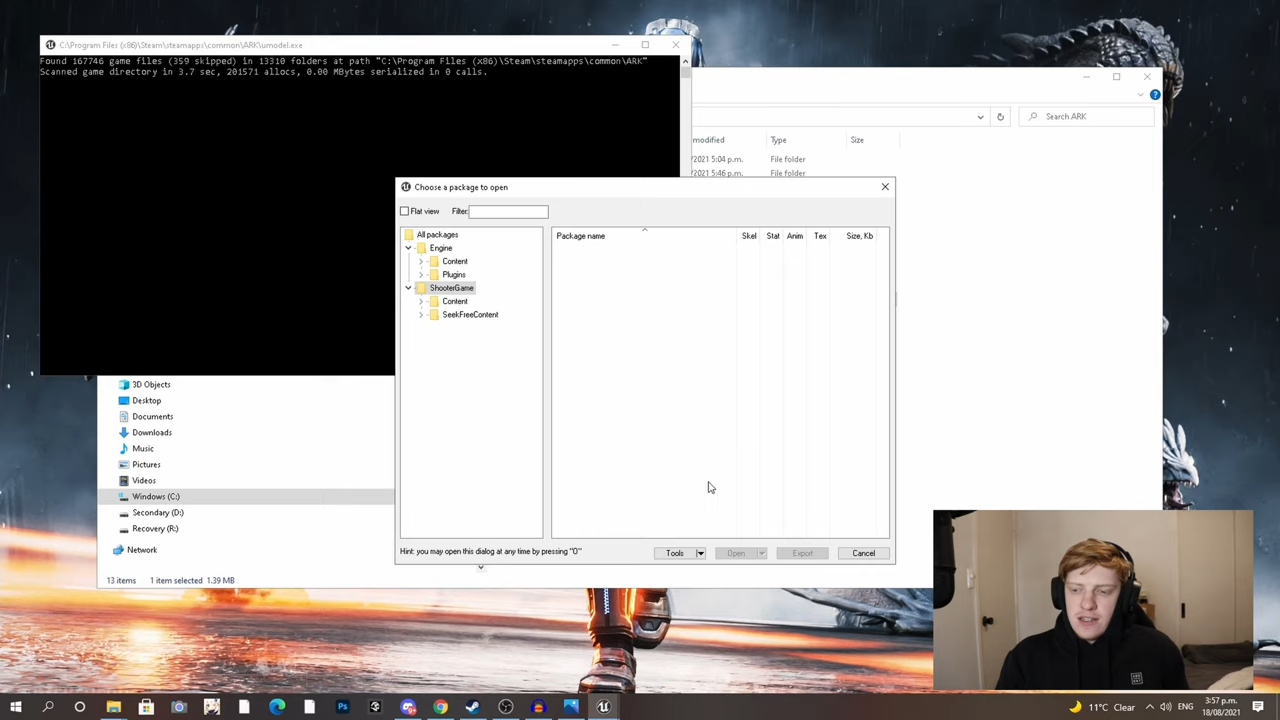 C:\Program Files (x86)\Steam\steamapps\common\ARK\umodel.exe
Found 167746 game files (359 skipped) in 13310 folders at path "C:\Program Files (x86)\Steam\steamapps\common\ARK"
Scanned game directory in 3.7 sec, 201571 allocs, 0.00 MBytes serialized in 0 calls.
Search ARK
modified Type Size
/2021 5:04 p.m. File folder
/2021 5:46 p.m. File folder
Choose a package to open
Flat view Filter:
All packages
Engine
Content
Plugins
ShooterGame
Content
SeekFreeContent
Package name Skel Stat Anim Tex Size, Kb
Hint: you may open this dialog at any time by pressing "O"
Tools Open Export Cancel
3D Objects
Desktop
Documents
Downloads
Music
Pictures
Videos
Windows (C:)
Secondary (D:)
Recovery (R:)
Network
13 items 1 item selected 1.39 MB
11°C Clear ENG
3:57 p.m.
18/08/2021